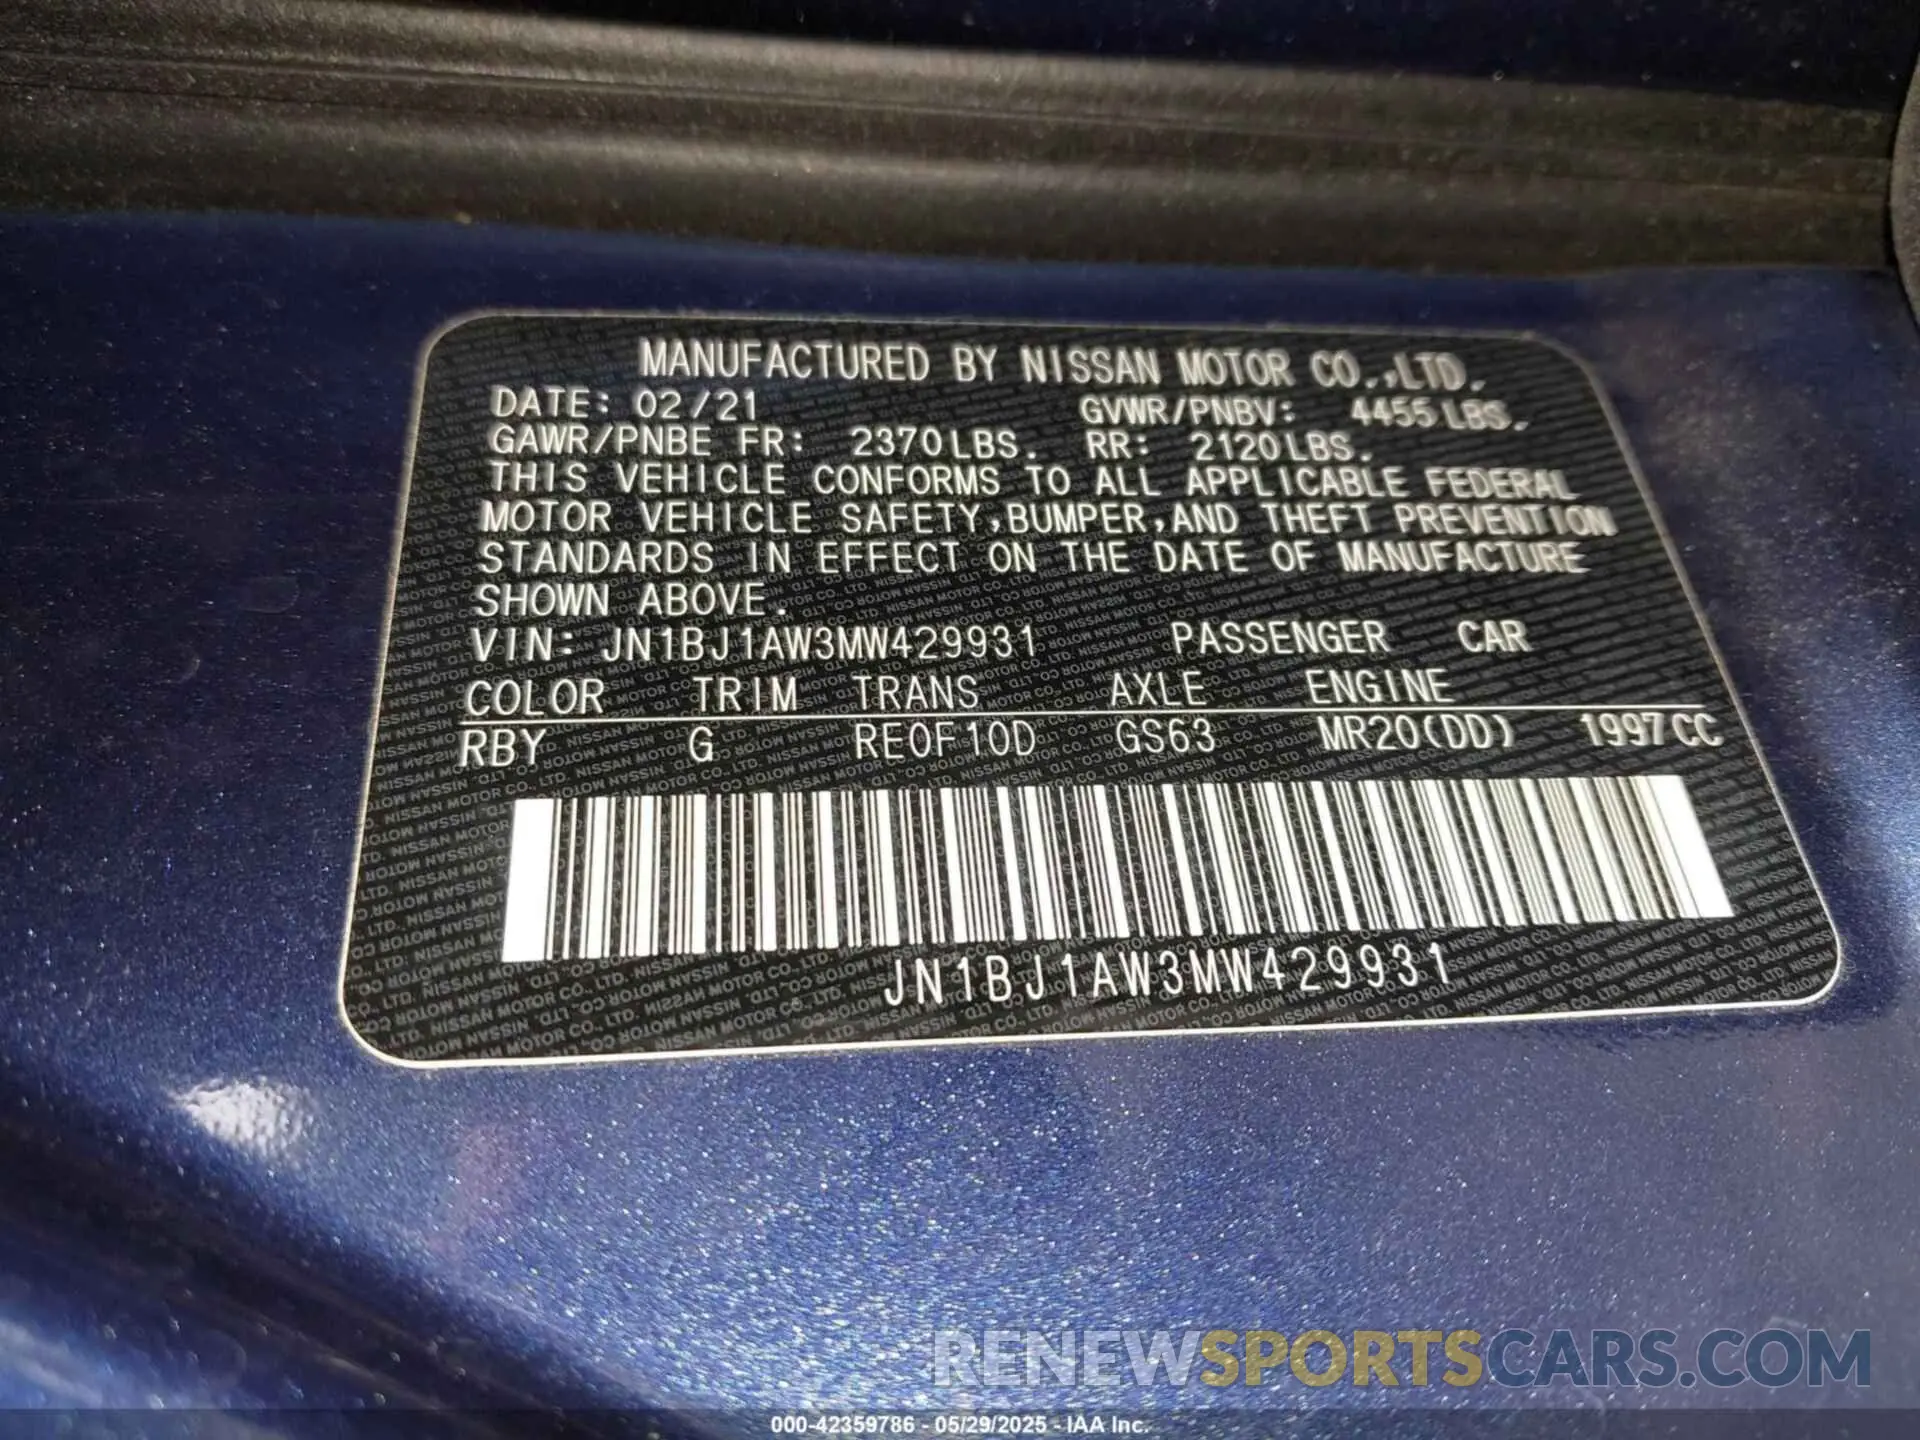 MANUFACTURED BY NISSAN MOTOR CO.,LTD.
DATE: 02/21 GVWR/PNBV: 4455LBS.
GAWR/PNBE FR: 2370LBS. RR: 2120LBS.
THIS VEHICLE CONFORMS TO ALL APPLICABLE FEDERAL
MOTOR VEHICLE SAFETY,BUMPER,AND THEFT PREVENTION
STANDARDS IN EFFECT ON THE DATE OF MANUFACTURE
SHOWN ABOVE.
VIN: JN1BJ1AW3MW429931 PASSENGER CAR
COLOR TRIM TRANS AXLE ENGINE
RBY G RE0F10D GS63 MR20(DD) 1997CC
JN1BJ1AW3MW429931
RENEWSPORTSCARS.COM
000-42359786 - 05/29/2025 - IAA Inc.